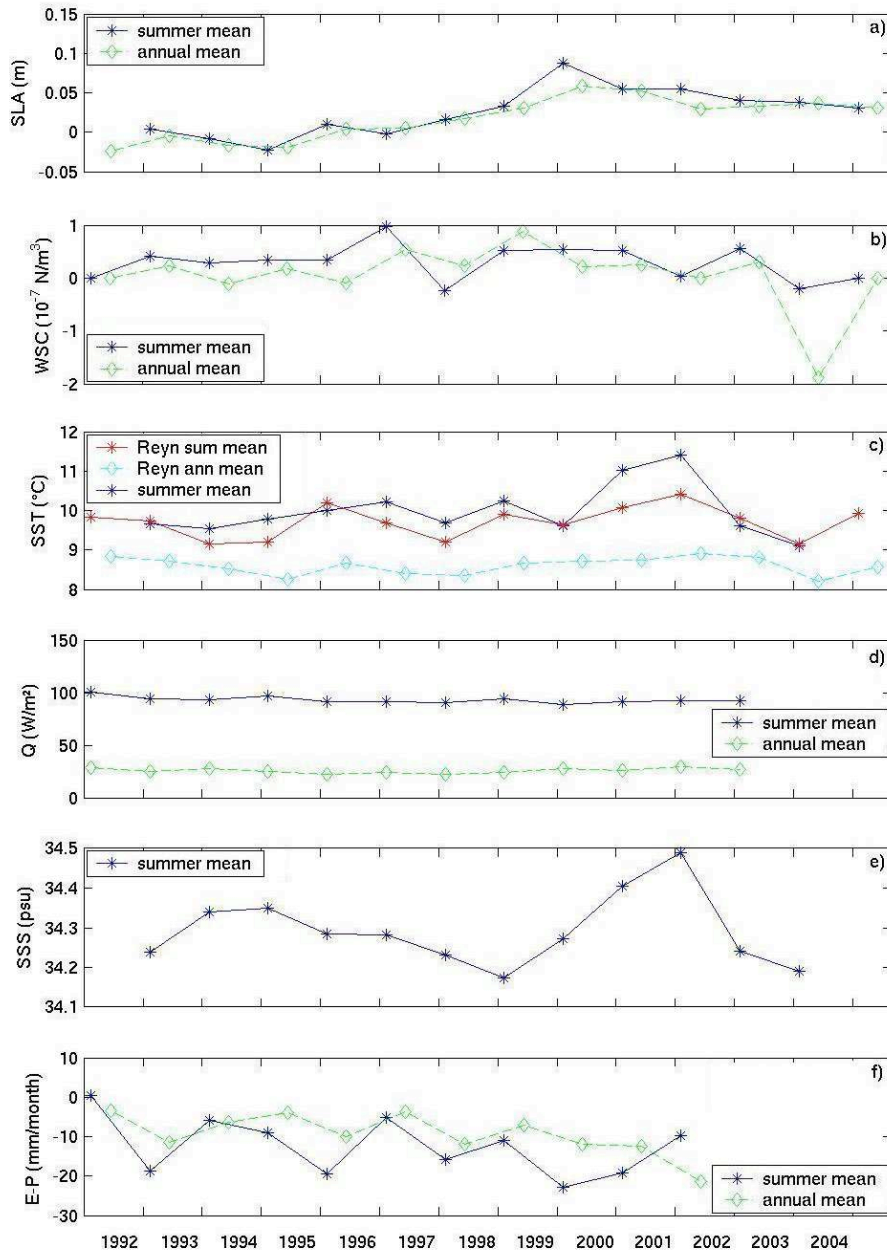 0.15
0.1
0.05
0
-0.05
SLA (m)
summer mean
annual mean
a)
1
0
-1
-2
WSC (10⁻⁷ N/m³)
summer mean
annual mean
b)
12
11
10
9
8
SST (°C)
Reyn sum mean
Reyn ann mean
summer mean
c)
150
100
50
0
Q (W/m²)
summer mean
annual mean
d)
34.5
34.4
34.3
34.2
34.1
SSS (psu)
summer mean
e)
10
0
-10
-20
-30
E-P (mm/month)
summer mean
annual mean
f)
1992 1993 1994 1995 1996 1997 1998 1999 2000 2001 2002 2003 2004